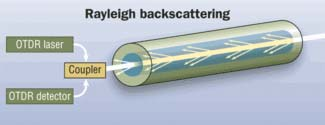 Rayleigh backscattering
OTDR laser
Coupler
OTDR detector